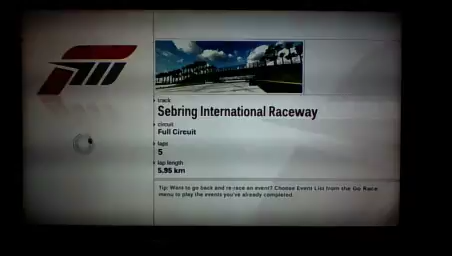 track
Sebring International Raceway
circuit
Full Circuit
laps
5
lap length
5.95 km
Tip: Want to go back and re-race an event? Choose Event List from the Go Race
menu to play the events you've already completed.